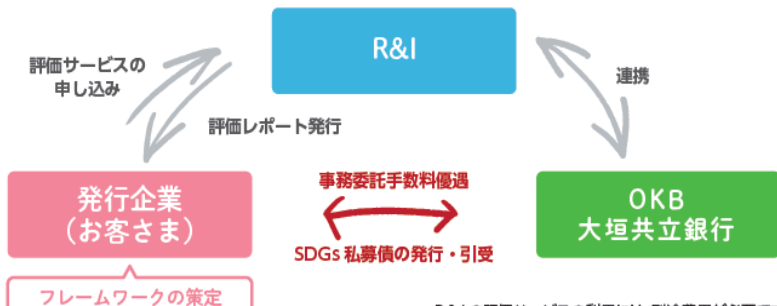 R&I
評価サービスの
申し込み
連携
評価レポート発行
発行企業
（お客さま）
事務委託手数料優遇
SDGs 私募債の発行・引受
OKB
大垣共立銀行
フレームワークの策定